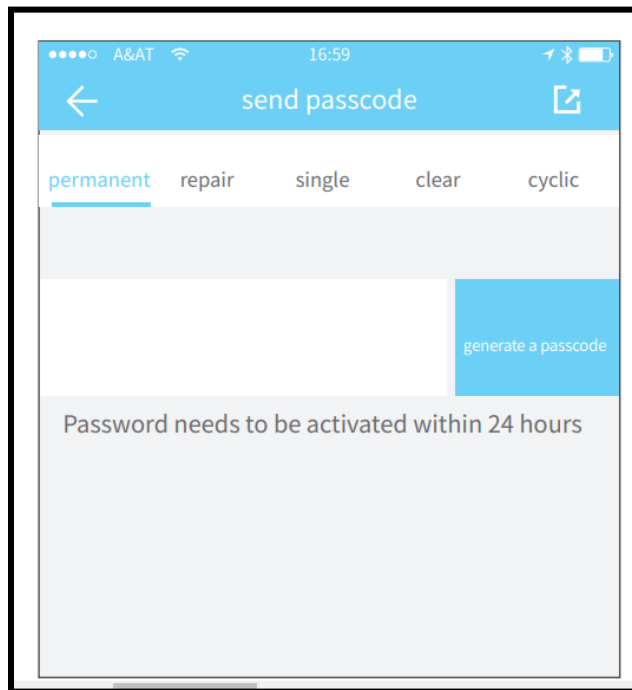 A&AT 16:59
send passcode
permanent repair single clear cyclic
generate a passcode
Password needs to be activated within 24 hours